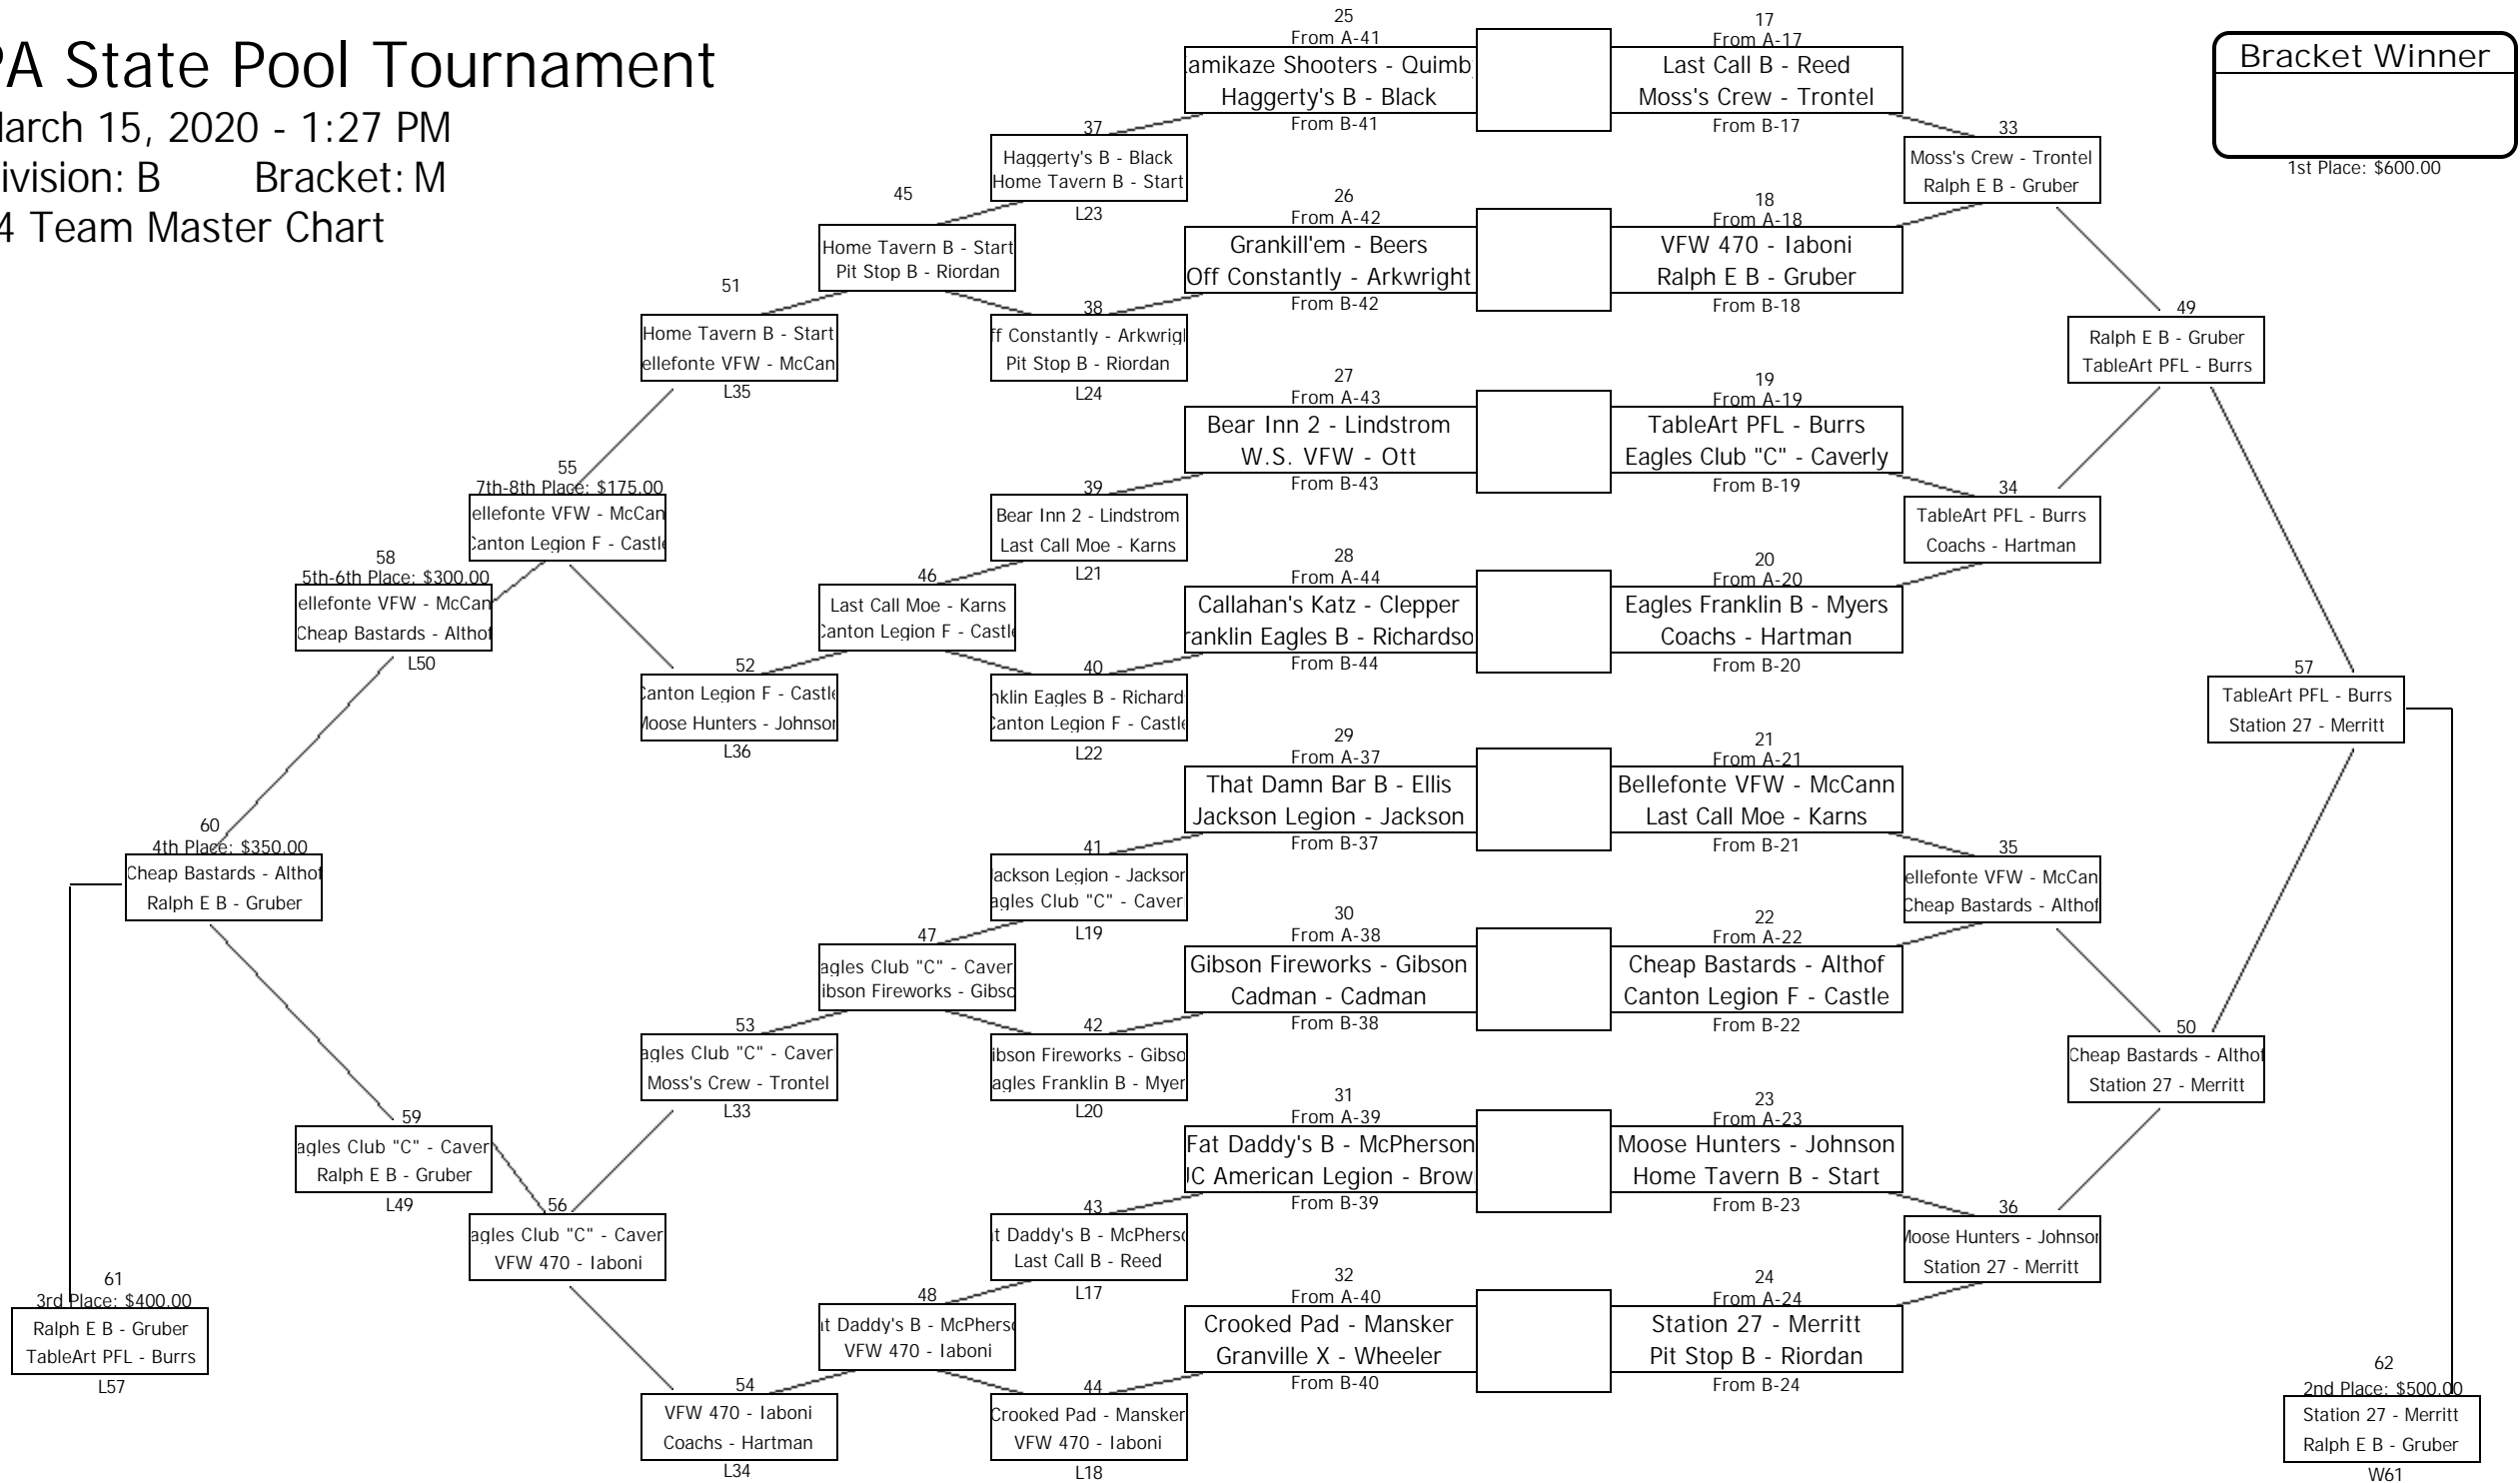 PA State Pool Tournament
March 15, 2020 - 1:27 PM
ivision: B Bracket: M
4 Team Master Chart
Bracket Winner
1st Place: $600.00
25
From A-41
amikaze Shooters - Quimb
Haggerty's B - Black
From B-41
26
From A-42
Grankill'em - Beers
Off Constantly - Arkwright
From B-42
27
From A-43
Bear Inn 2 - Lindstrom
W.S. VFW - Ott
From B-43
28
From A-44
Callahan's Katz - Clepper
ranklin Eagles B - Richardso
From B-44
29
From A-37
That Damn Bar B - Ellis
Jackson Legion - Jackson
From B-37
30
From A-38
Gibson Fireworks - Gibson
Cadman - Cadman
From B-38
31
From A-39
Fat Daddy's B - McPherson
JC American Legion - Brow
From B-39
32
From A-40
Crooked Pad - Mansker
Granville X - Wheeler
From B-40
17
From A-17
Last Call B - Reed
Moss's Crew - Trontel
From B-17
18
From A-18
VFW 470 - Iaboni
Ralph E B - Gruber
From B-18
19
From A-19
TableArt PFL - Burrs
Eagles Club "C" - Caverly
From B-19
20
From A-20
Eagles Franklin B - Myers
Coachs - Hartman
From B-20
21
From A-21
Bellefonte VFW - McCann
Last Call Moe - Karns
From B-21
22
From A-22
Cheap Bastards - Althof
Canton Legion F - Castle
From B-22
23
From A-23
Moose Hunters - Johnson
Home Tavern B - Start
From B-23
24
From A-24
Station 27 - Merritt
Pit Stop B - Riordan
From B-24
33
Moss's Crew - Trontel
Ralph E B - Gruber
34
TableArt PFL - Burrs
Coachs - Hartman
35
ellefonte VFW - McCan
Cheap Bastards - Althof
36
Moose Hunters - Johnson
Station 27 - Merritt
49
Ralph E B - Gruber
TableArt PFL - Burrs
50
Cheap Bastards - Althof
Station 27 - Merritt
57
TableArt PFL - Burrs
Station 27 - Merritt
62
2nd Place: $500.00
Station 27 - Merritt
Ralph E B - Gruber
W61
37
Haggerty's B - Black
Home Tavern B - Start
L23
38
ff Constantly - Arkwrigh
Pit Stop B - Riordan
L24
39
Bear Inn 2 - Lindstrom
Last Call Moe - Karns
L21
40
nklin Eagles B - Richards
Canton Legion F - Castle
L22
41
Jackson Legion - Jackson
agles Club "C" - Caver
L19
42
ibson Fireworks - Gibso
agles Franklin B - Myer
L20
43
at Daddy's B - McPherso
Last Call B - Reed
L17
44
Crooked Pad - Mansker
VFW 470 - Iaboni
L18
45
Home Tavern B - Start
Pit Stop B - Riordan
46
Last Call Moe - Karns
Canton Legion F - Castle
47
agles Club "C" - Caver
ibson Fireworks - Gibso
48
at Daddy's B - McPherso
VFW 470 - Iaboni
51
Home Tavern B - Start
ellefonte VFW - McCan
L35
52
Canton Legion F - Castle
Moose Hunters - Johnson
L36
53
agles Club "C" - Caver
Moss's Crew - Trontel
L33
54
VFW 470 - Iaboni
Coachs - Hartman
L34
55
7th-8th Place: $175.00
ellefonte VFW - McCan
Canton Legion F - Castle
56
agles Club "C" - Caver
VFW 470 - Iaboni
58
5th-6th Place: $300.00
ellefonte VFW - McCan
Cheap Bastards - Althof
L50
59
agles Club "C" - Caver
Ralph E B - Gruber
L49
60
4th Place: $350.00
Cheap Bastards - Althof
Ralph E B - Gruber
61
3rd Place: $400.00
Ralph E B - Gruber
TableArt PFL - Burrs
L57